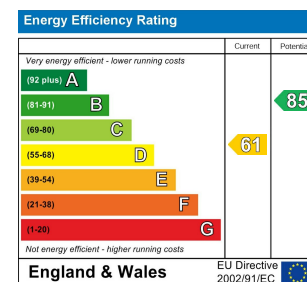 Energy Efficiency Rating
Current Potentia
Very energy efficient - lower running costs
(92 plus) A
(81-91) B
85
(69-80) C
61
(55-68) D
(39-54) E
(21-38) F
(1-20) G
Not energy efficient - higher running costs
England & Wales
EU Directive
2002/91/EC